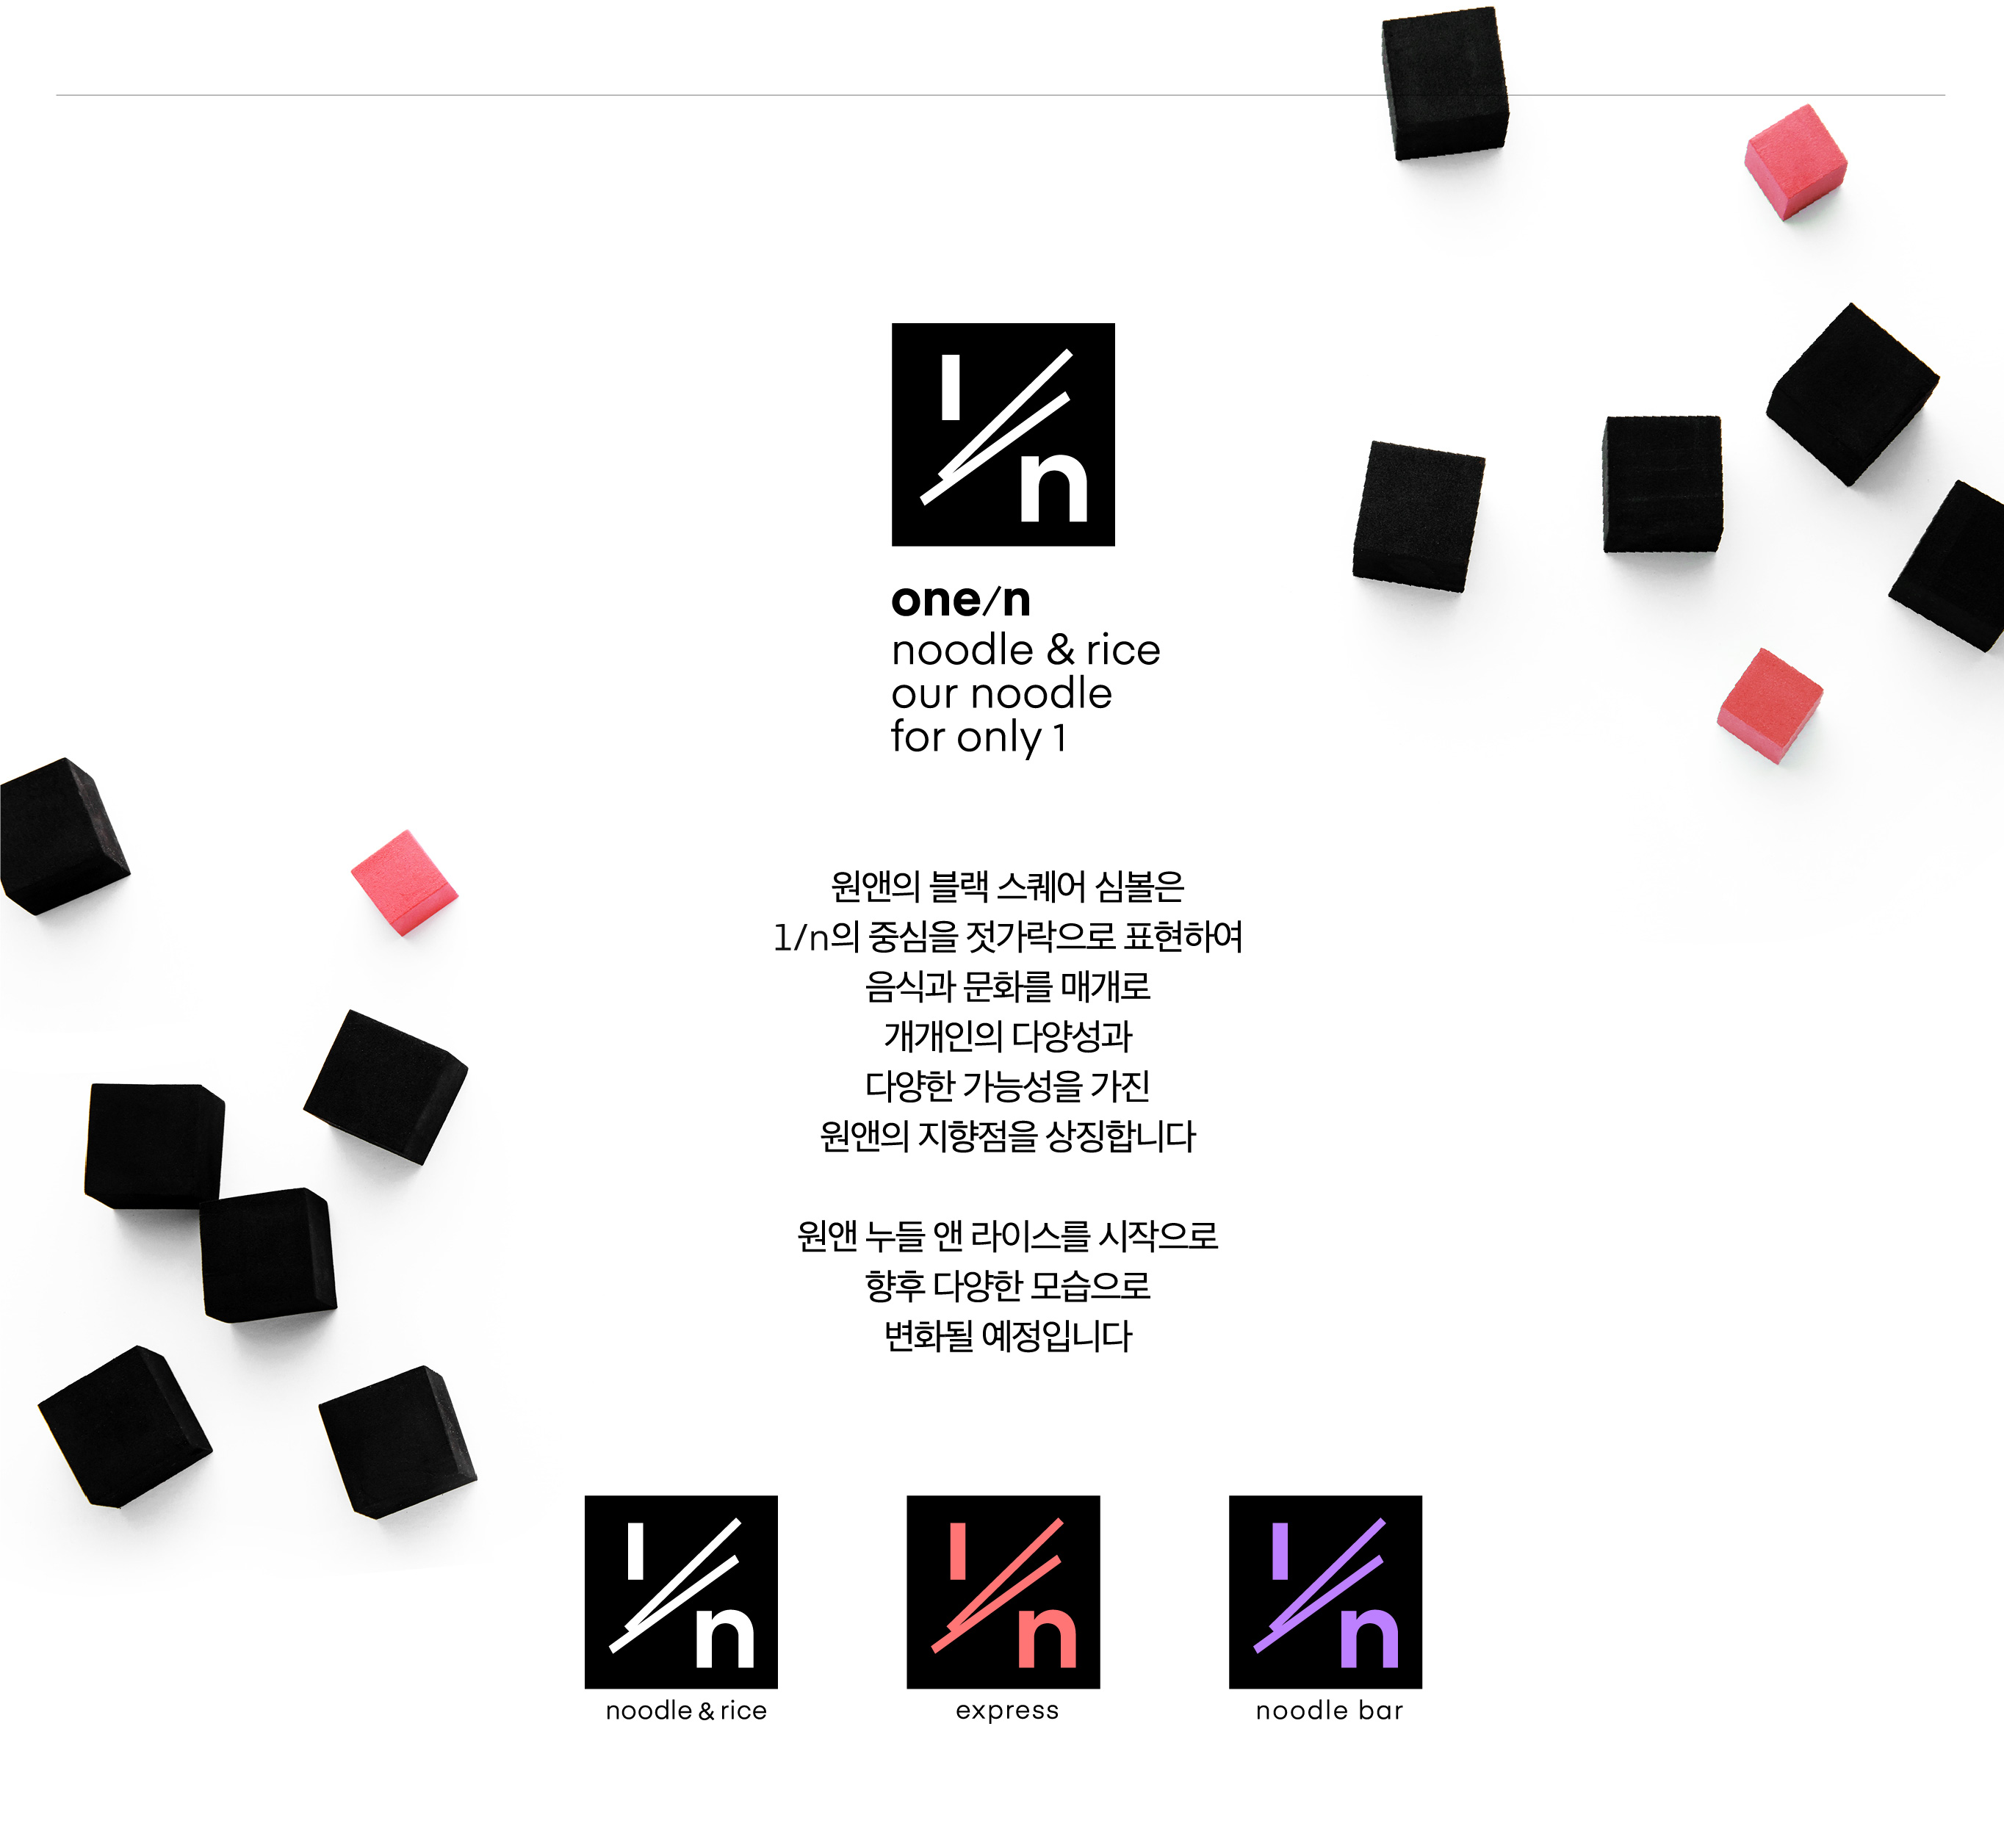 1/n
one/n
noodle & rice
our noodle
for only 1
원앤의 블랙 스퀘어 심볼은
1/n의 중심을 젓가락으로 표현하여
음식과 문화를 매개로
개개인의 다양성과
다양한 가능성을 가진
원앤의 지향점을 상징합니다
원앤 누들 앤 라이스를 시작으로
향후 다양한 모습으로
변화될 예정입니다
1/n
noodle & rice
1/n
express
1/n
noodle bar